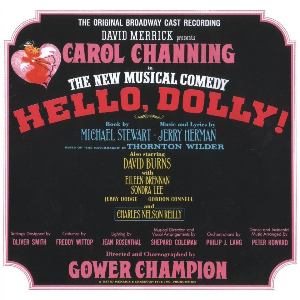 THE ORIGINAL BROADWAY CAST RECORDING
DAVID MERRICK presents
CAROL CHANNING
in
THE NEW MUSICAL COMEDY
HELLO, DOLLY!
Book by Music and Lyrics by
MICHAEL STEWART · JERRY HERMAN
THORNTON WILDER
Also starring
DAVID BURNS
with
EILEEN BRENNAN
SONDRA LEE
JERRY DODGE GORDON CONNELL
and
CHARLES NELSON REILLY
Settings Designed by Costumes by Lighting by Musical Direction and Vocal Arrangements by Orchestrations by Dance and Incidental Music Arranged by
OLIVER SMITH FREDDY WITTOP JEAN ROSENTHAL SHEPARD COLEMAN PHILIP J. LANG PETER HOWARD
Directed and Choreographed by
GOWER CHAMPION